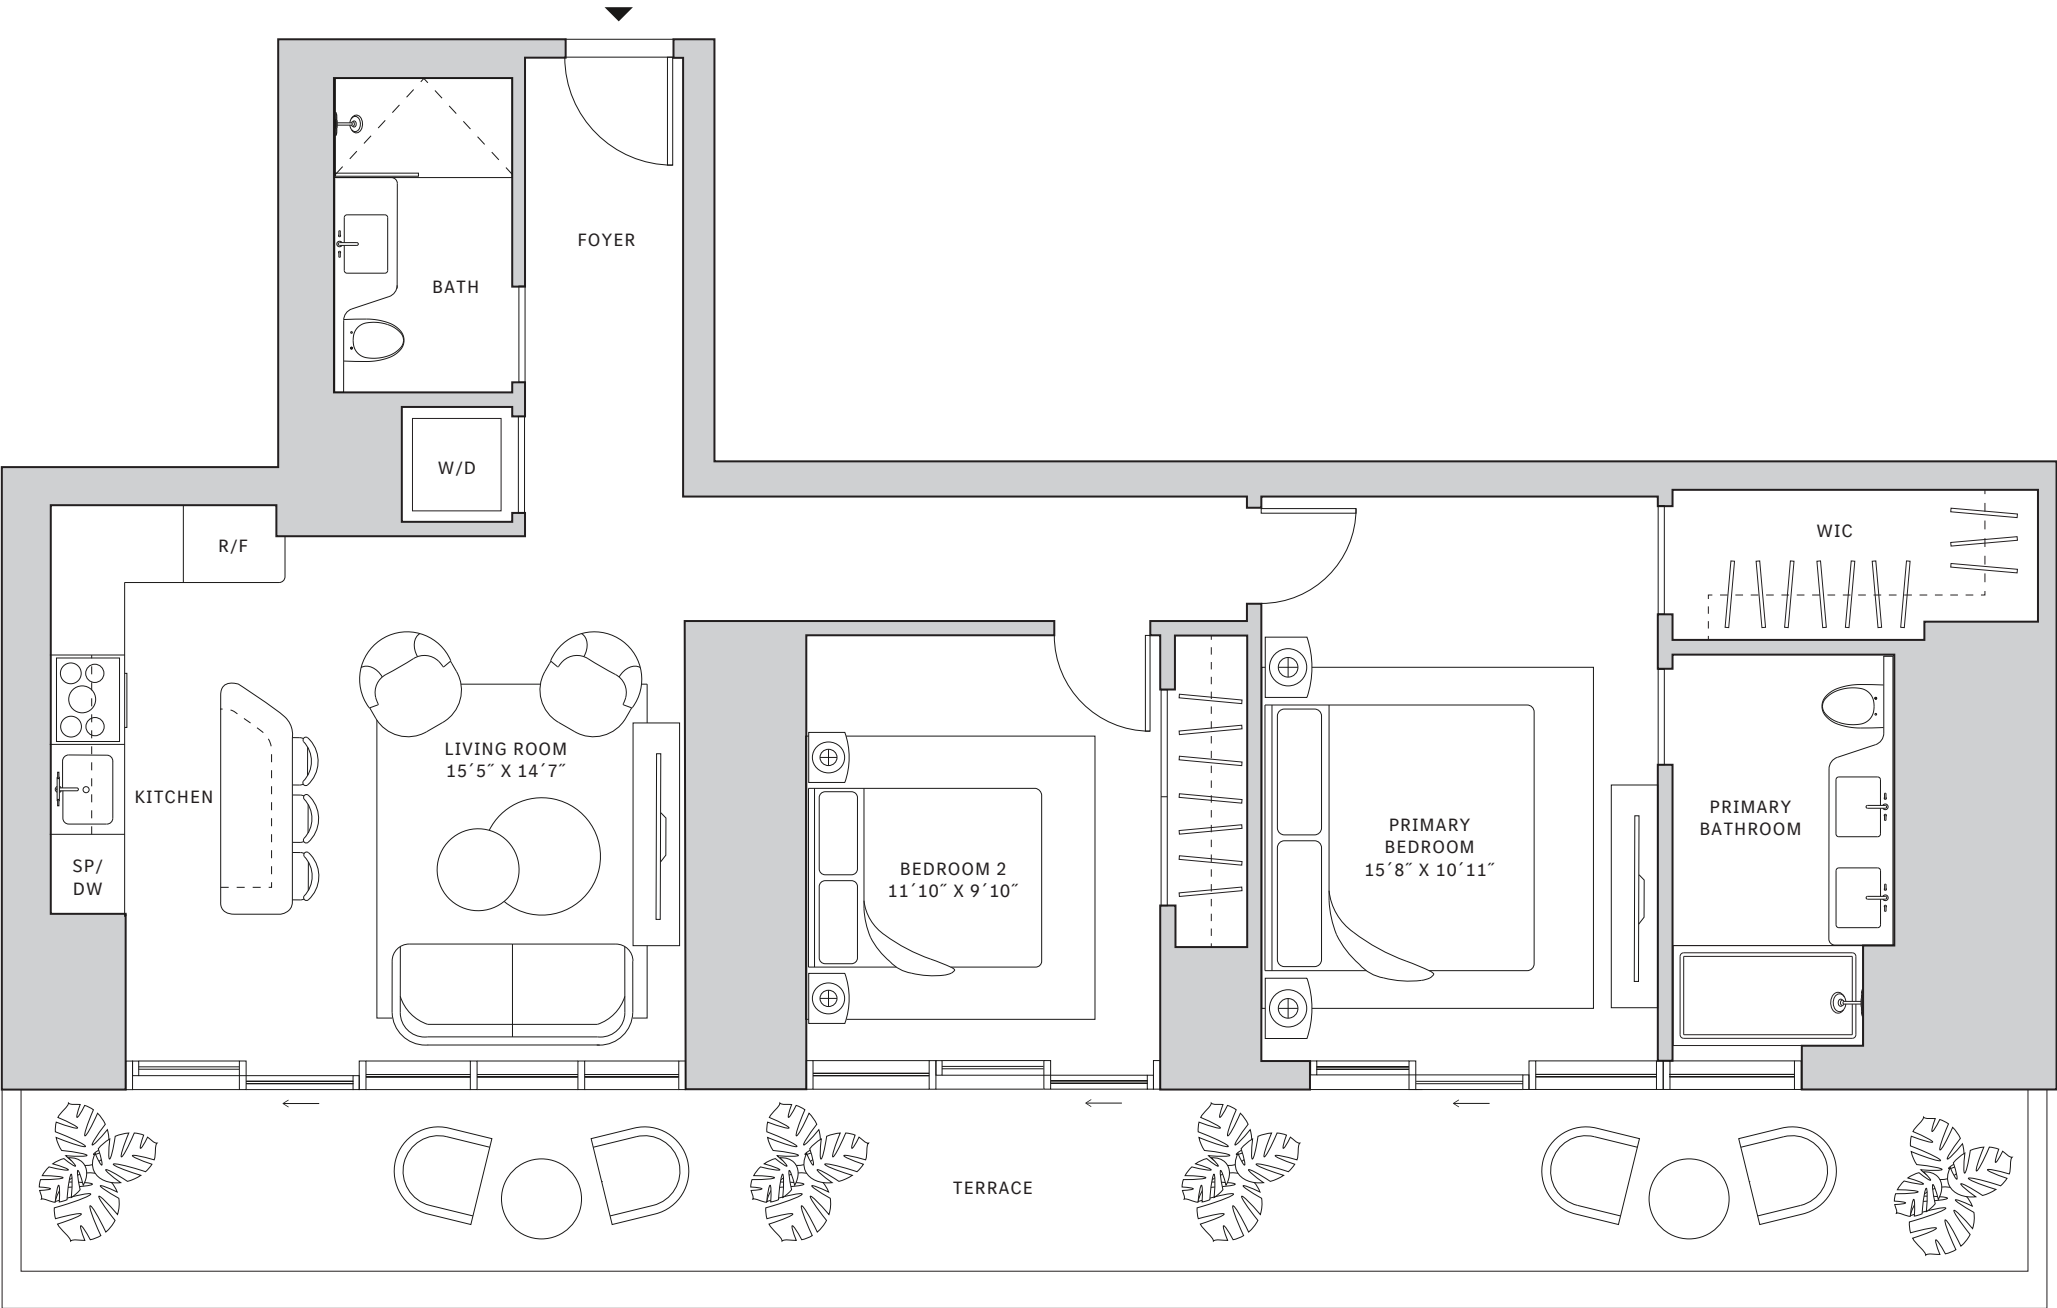 FOYER
BATH
W/D
R/F
WIC
LIVING ROOM
15´5˝ X 14´7˝
KITCHEN
SP/
DW
BEDROOM 2
11´10˝ X 9´10˝
PRIMARY
BEDROOM
15´8˝ X 10´11˝
PRIMARY
BATHROOM
TERRACE